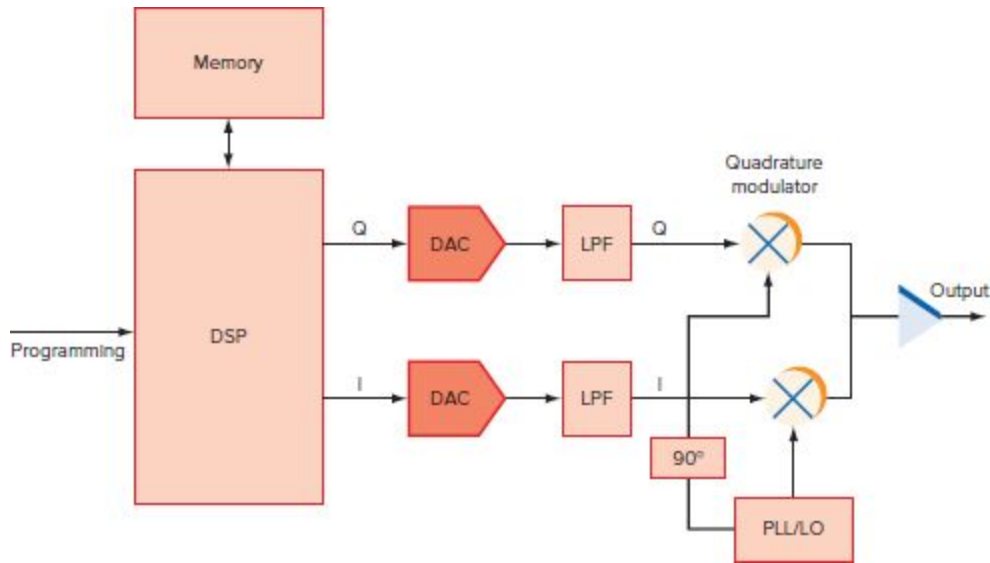 Memory
Quadrature
modulator
Q
DAC
LPF
Q
Output
Programming
DSP
I
DAC
LPF
I
90°
PLL/LO